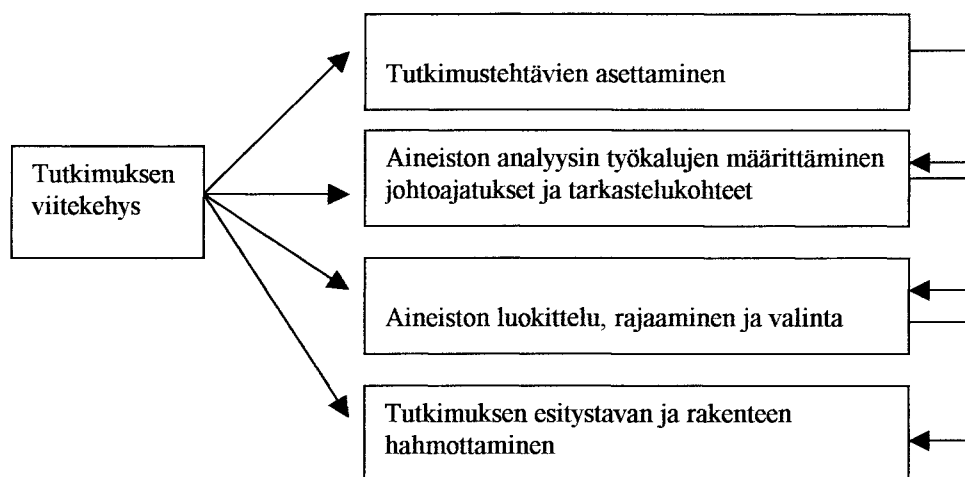 Tutkimuksen
viitekehys
Tutkimustehtävien asettaminen
Aineiston analyysin työkalujen määrittäminen
johtoajatukset ja tarkastelukohteet
Aineiston luokittelu, rajaaminen ja valinta
Tutkimuksen esitystavan ja rakenteen
hahmottaminen